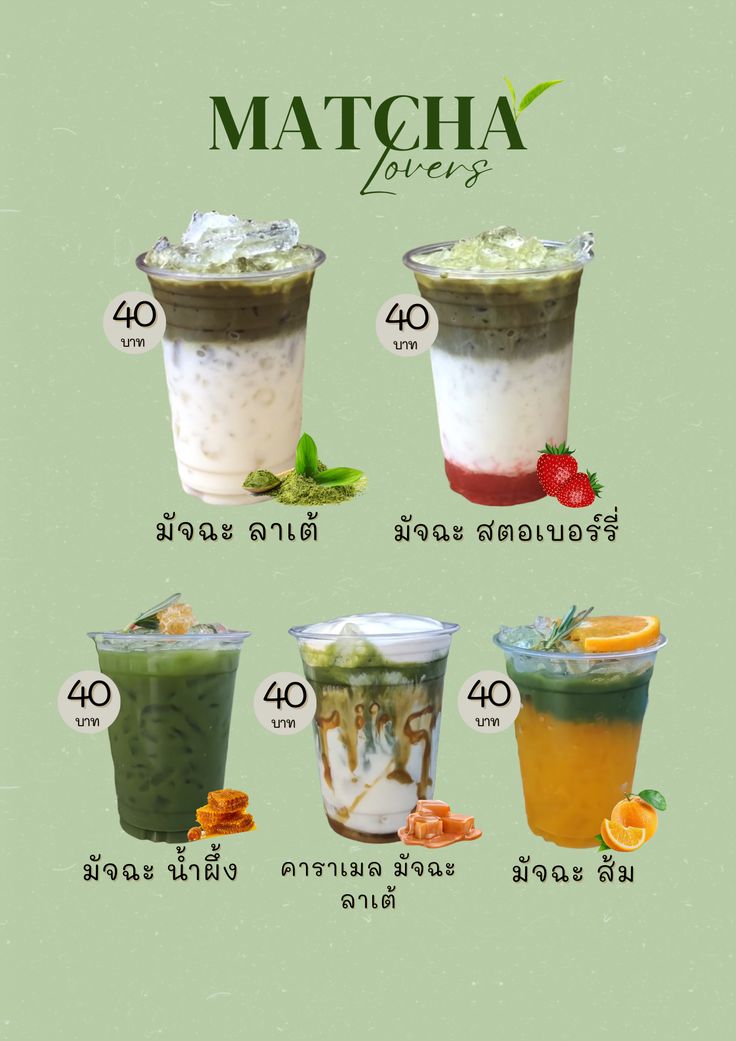 MATCHA
Lovers
40
บาท
40
บาท
มัจฉะ ลาเต้
มัจฉะ สตอเบอร์รี่
40
บาท
40
บาท
40
บาท
มัจฉะ น้ำผึ้ง
คาราเมล มัจฉะ
ลาเต้
มัจฉะ ส้ม